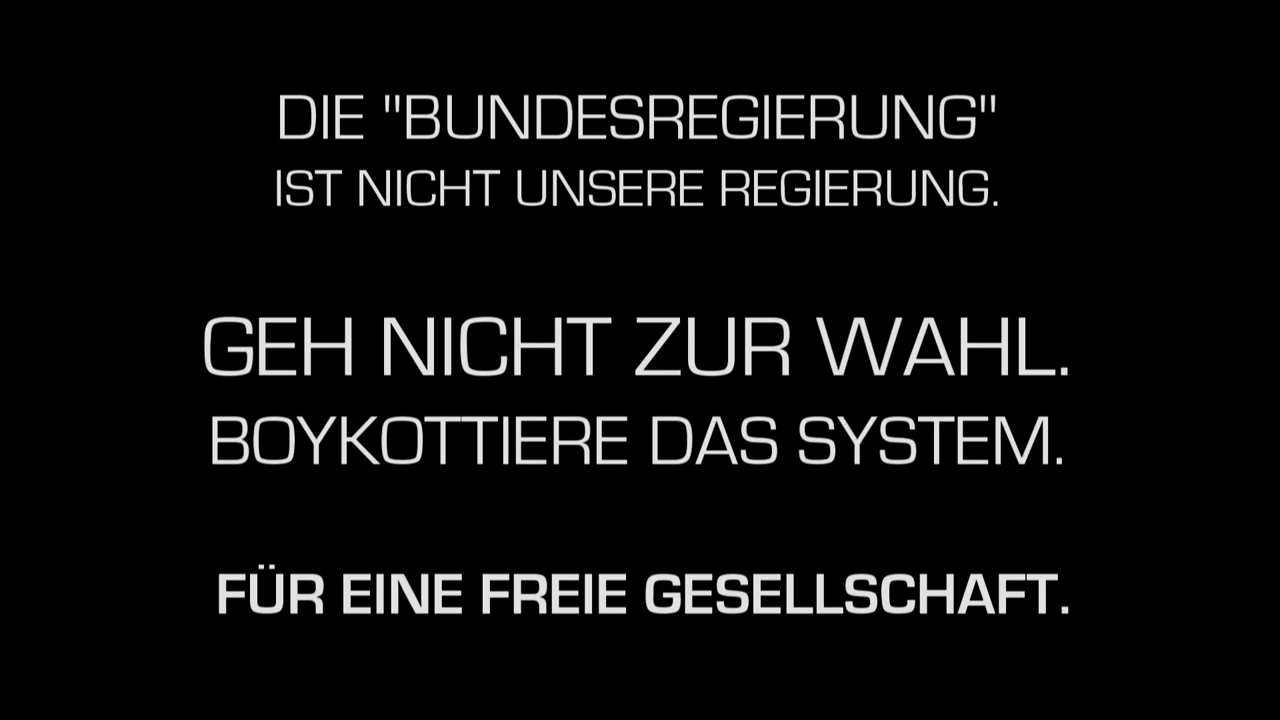 DIE "BUNDESREGIERUNG"
IST NICHT UNSERE REGIERUNG.
GEH NICHT ZUR WAHL.
BOYKOTTIERE DAS SYSTEM.
FÜR EINE FREIE GESELLSCHAFT.